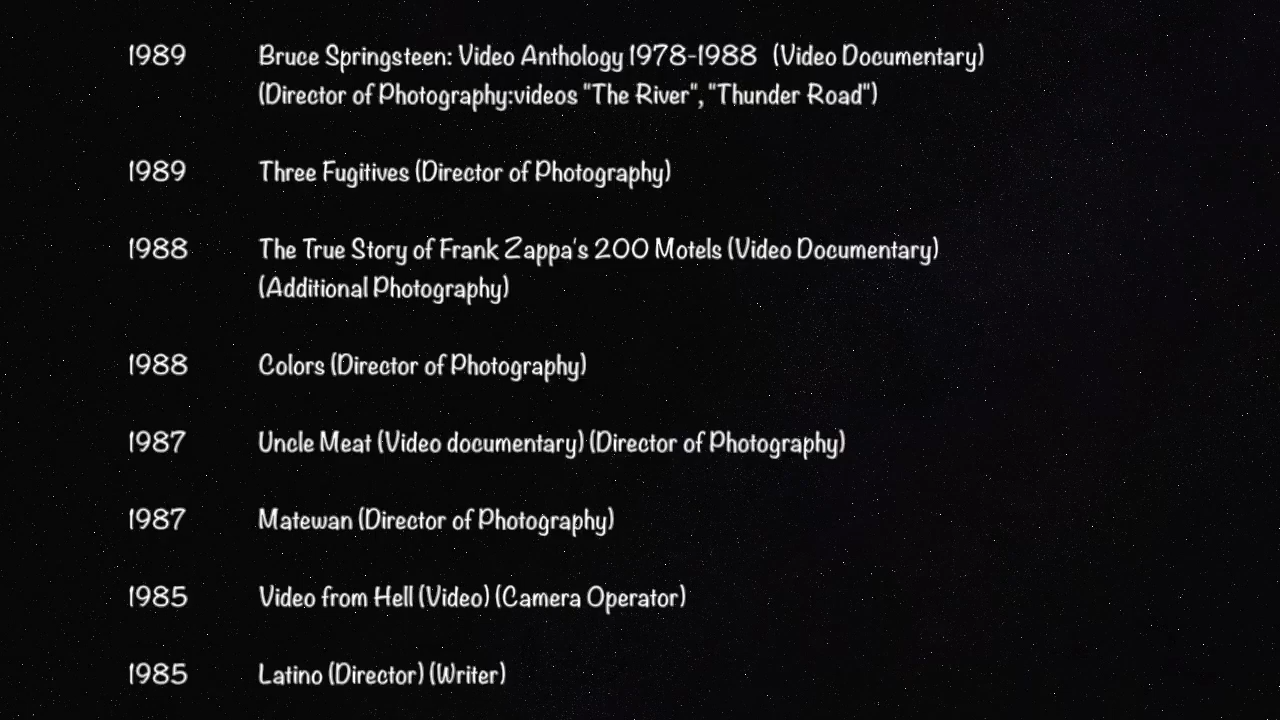 1989 Bruce Springsteen: Video Anthology 1978-1988 (Video Documentary)
(Director of Photography:videos "The River", "Thunder Road")
1989 Three Fugitives (Director of Photography)
1988 The True Story of Frank Zappa's 200 Motels (Video Documentary)
(Additional Photography)
1988 Colors (Director of Photography)
1987 Uncle Meat (Video documentary) (Director of Photography)
1987 Matewan (Director of Photography)
1985 Video from Hell (Video) (Camera Operator)
1985 Latino (Director) (Writer)